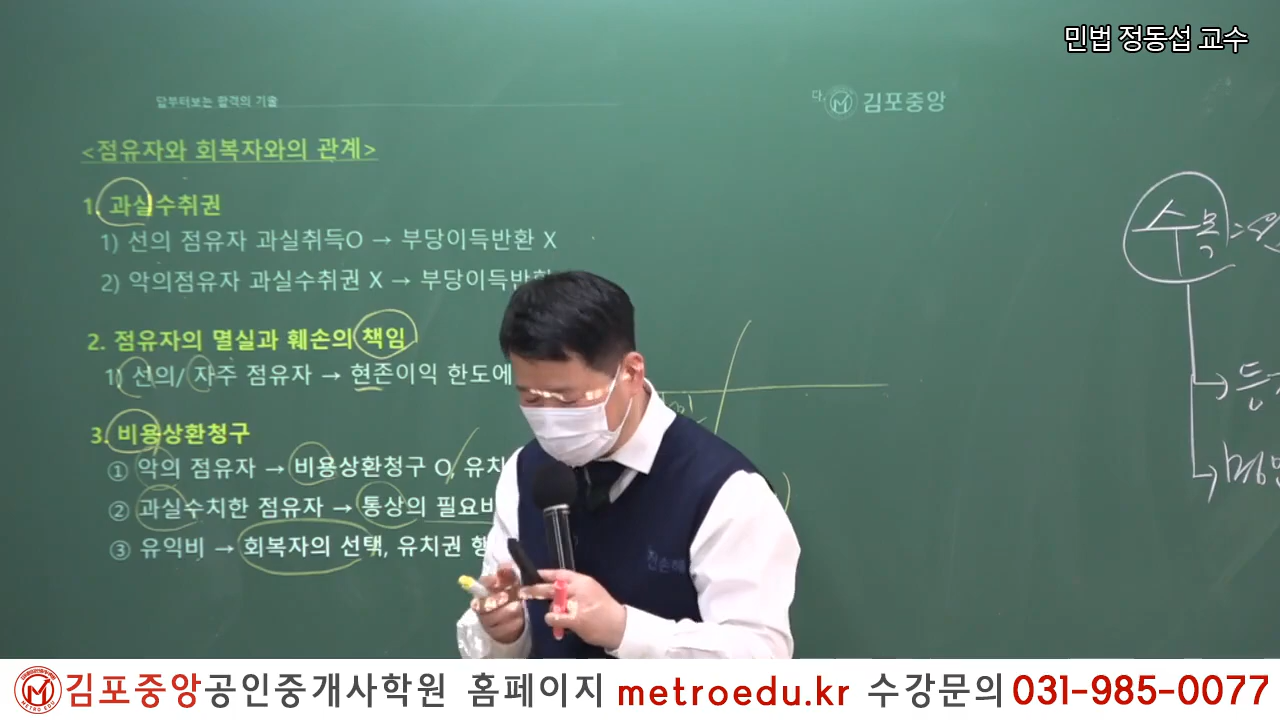 민법 정동섭 교수
답부터보는 합격의 기술
다, 김포중앙
<점유자와 회복자와의 관계>
1. 과실수취권
1) 선의 점유자 과실취득O → 부당이득반환 X
2) 악의점유자 과실수취권 X → 부당이득반환
2. 점유자의 멸실과 훼손의 책임
1) 선의/ 자주 점유자 → 현존이익 한도에
3. 비용상환청구
① 악의 점유자 → 비용상환청구 O, 유치
② 과실수치한 점유자 → 통상의 필요비
③ 유익비 → 회복자의 선택, 유치권 행
수목
김포중앙공인중개사학원 홈페이지 metroedu.kr 수강문의 031-985-0077